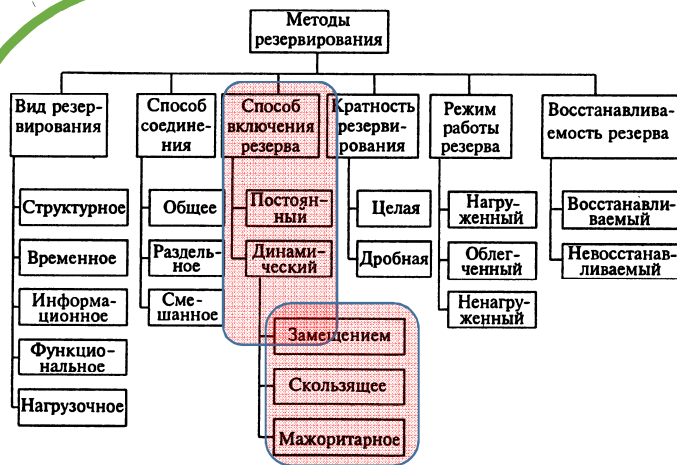 Методы
резервирования
Вид резер-
вирования
Способ
соедине-
ния
Способ
включения
резерва
Кратность
резерви-
рования
Режим
работы
резерва
Восстанавлива-
емость резерва
Структурное
Временное
Информа-
ционное
Функцио-
нальное
Нагрузочное
Общее
Раздель-
ное
Сме-
шанное
Постоян-
ный
Динами-
ческий
Замещением
Скользящее
Мажоритарное
Целая
Дробная
Нагру-
женный
Облег-
ченный
Ненагру-
женный
Восстанавли-
ваемый
Невосстанав-
ливаемый